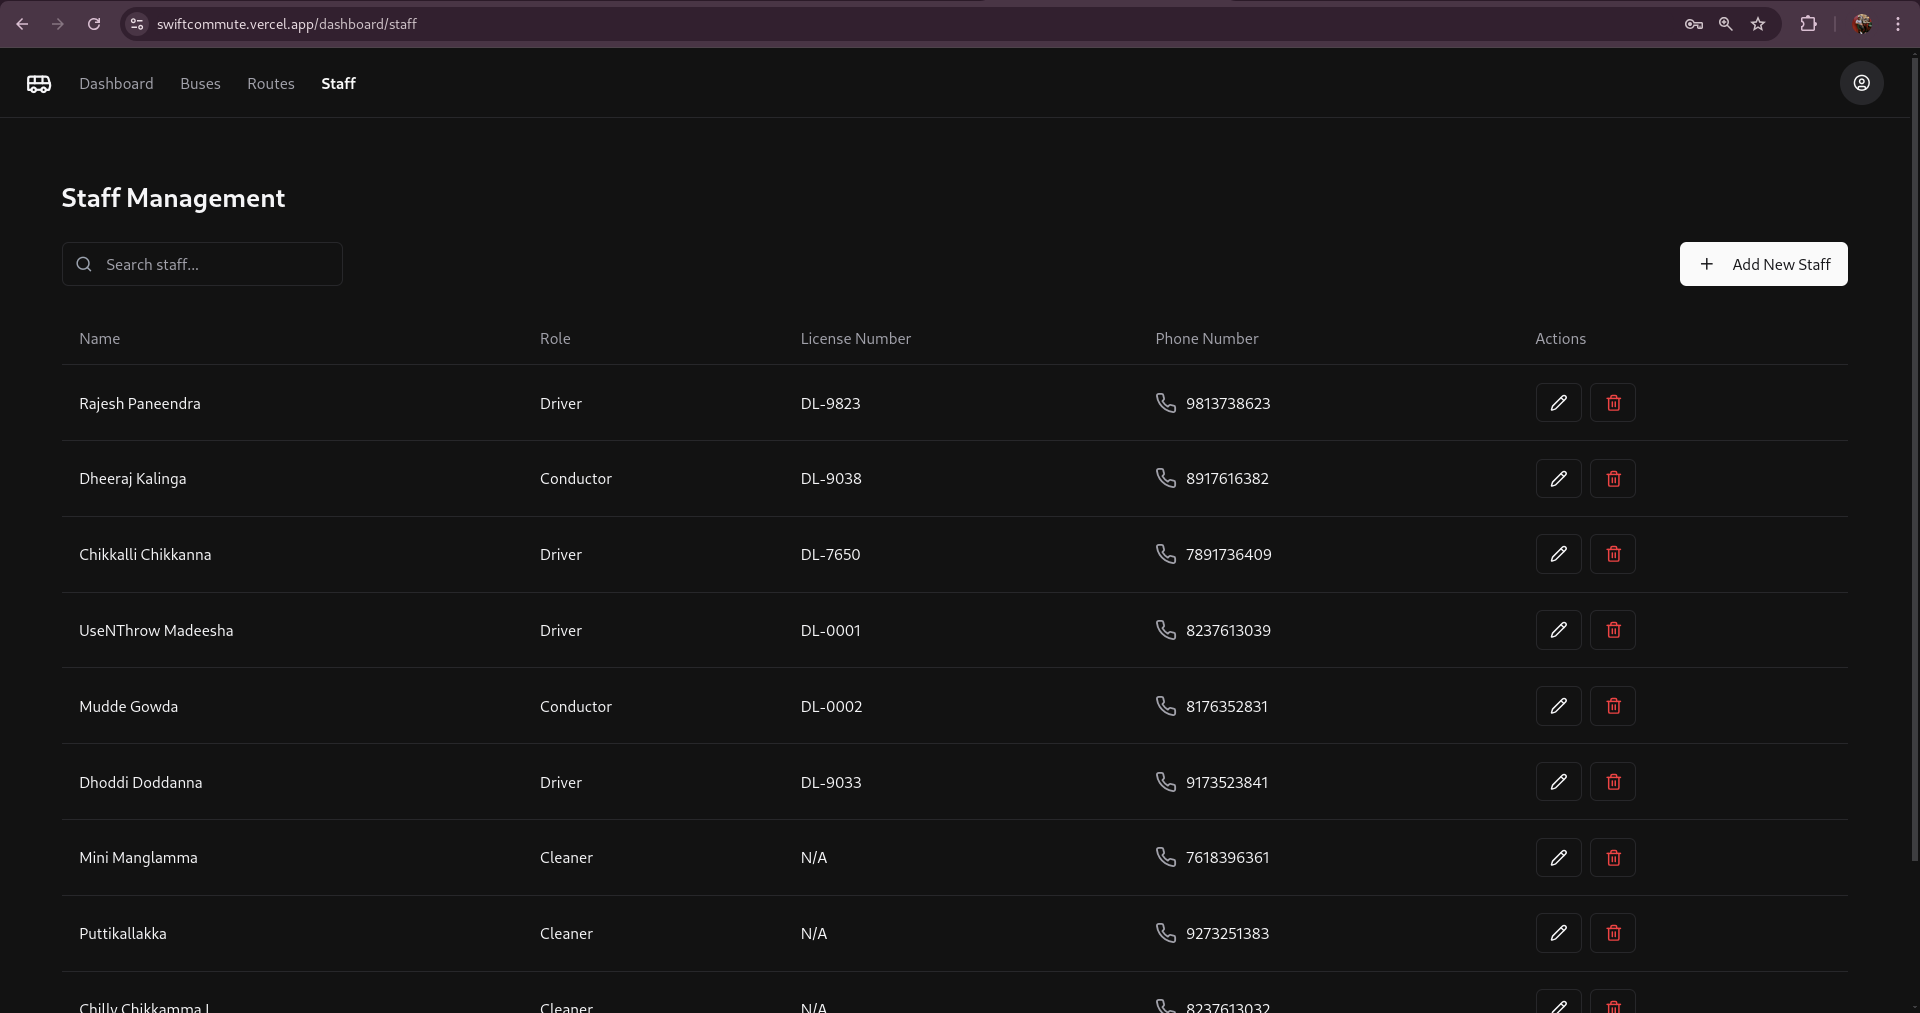 swiftcommute.vercel.app/dashboard/staff
Dashboard Buses Routes Staff
Staff Management
Search staff...
+ Add New Staff
Name Role License Number Phone Number Actions
Rajesh Paneendra Driver DL-9823 9813738623
Dheeraj Kalinga Conductor DL-9038 8917616382
Chikkalli Chikkanna Driver DL-7650 7891736409
UseNThrow Madeesha Driver DL-0001 8237613039
Mudde Gowda Conductor DL-0002 8176352831
Dhoddi Doddanna Driver DL-9033 9173523841
Mini Manglamma Cleaner N/A 7618396361
Puttikallakka Cleaner N/A 9273251383
Chilly Chikkamma Cleaner N/A 8237613032